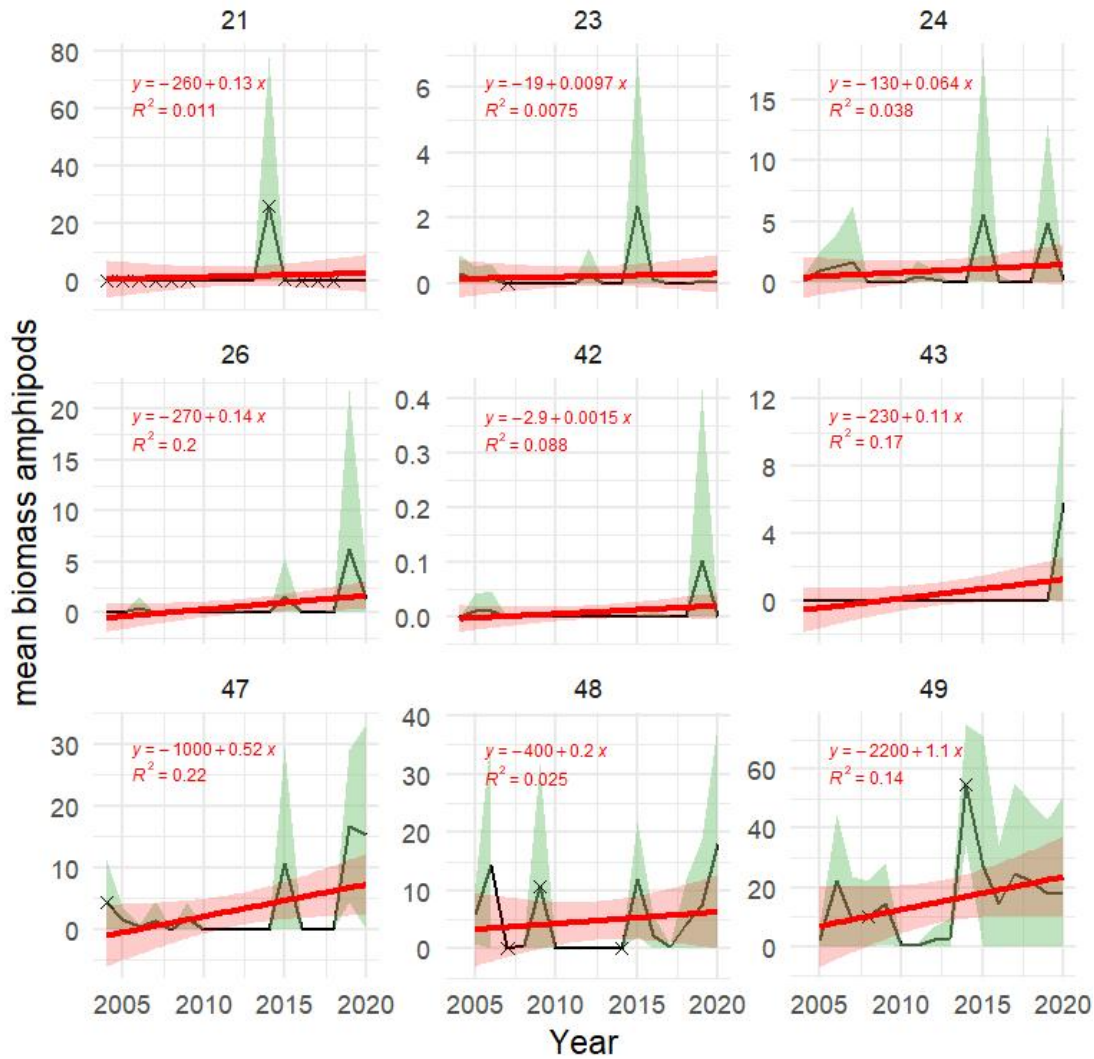 21
23
24
80
60
40
20
0
y = −260 + 0.13 x
R² = 0.011
6
4
2
0
y = −19 + 0.0097 x
R² = 0.0075
15
10
5
0
y = −130 + 0.064 x
R² = 0.038
mean biomass amphipods
26
42
43
20
15
10
5
0
y = −270 + 0.14 x
R² = 0.2
0.4
0.3
0.2
0.1
0.0
y = −2.9 + 0.0015 x
R² = 0.088
12
8
4
0
y = −230 + 0.11 x
R² = 0.17
47
48
49
30
20
10
0
y = −1000 + 0.52 x
R² = 0.22
40
30
20
10
0
y = −400 + 0.2 x
R² = 0.025
60
40
20
0
y = −2200 + 1.1 x
R² = 0.14
2005 2010 2015 2020
2005 2010 2015 2020
2005 2010 2015 2020
Year